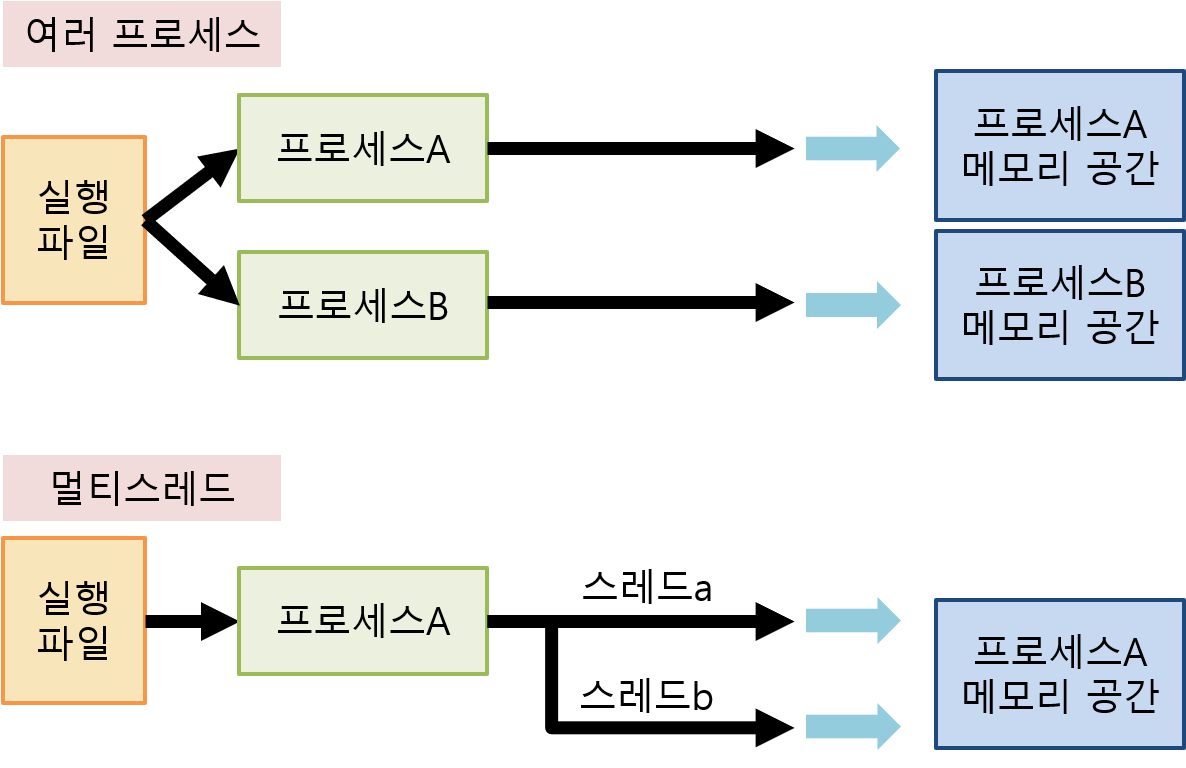 여러 프로세스
실행
파일
프로세스A
프로세스A
메모리 공간
프로세스B
프로세스B
메모리 공간
멀티스레드
실행
파일
프로세스A
스레드a
스레드b
프로세스A
메모리 공간